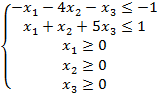 −x₁ − 4x₂ − x₃ ≤ −1
x₁ + x₂ + 5x₃ ≤ 1
x₁ ≥ 0
x₂ ≥ 0
x₃ ≥ 0